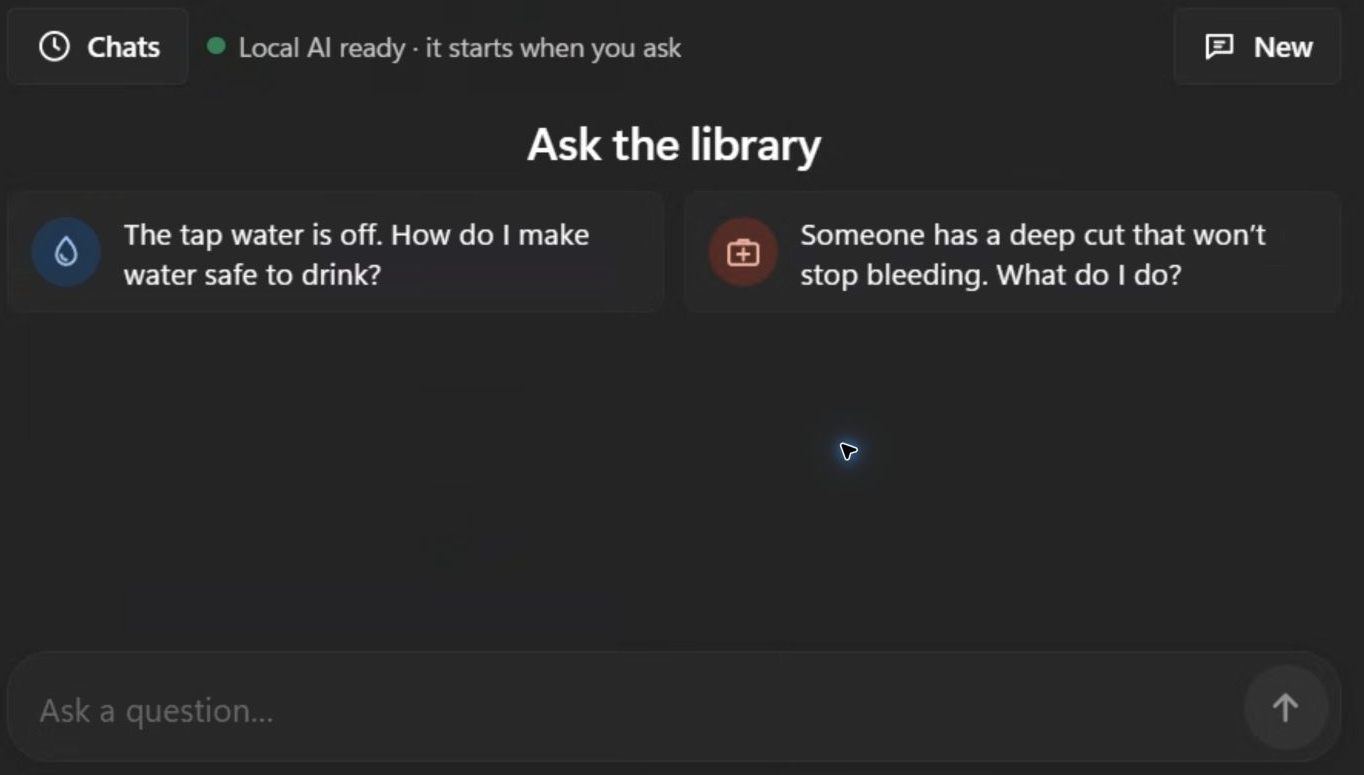 Chats
Local AI ready · it starts when you ask
New
Ask the library
The tap water is off. How do I make
water safe to drink?
Someone has a deep cut that won’t
stop bleeding. What do I do?
Ask a question...